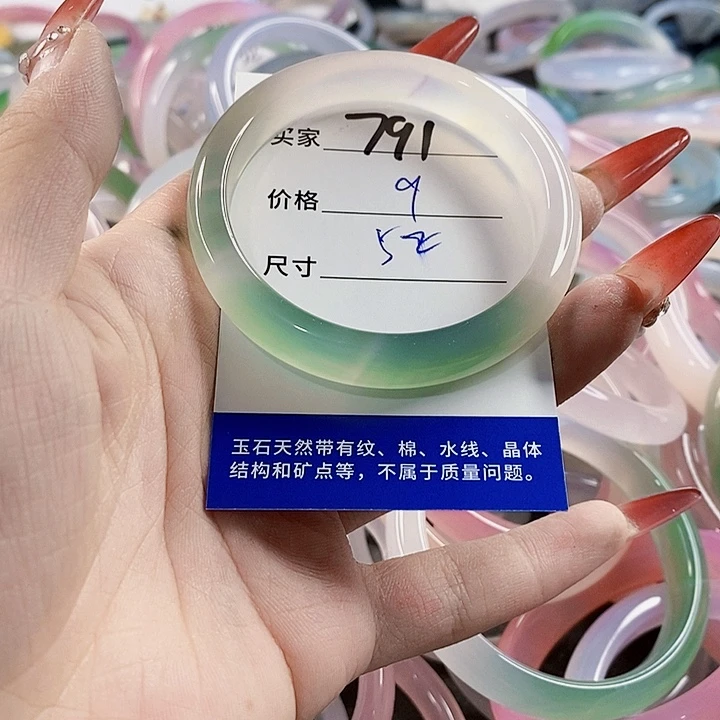 买家 791
价格 9
尺寸 52
玉石天然带有纹、棉、水线、晶体
结构和矿点等，不属于质量问题。